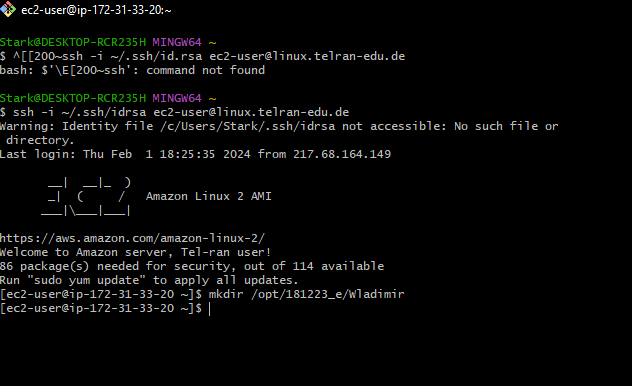 ec2-user@ip-172-31-33-20:~
Stark@DESKTOP-RCR235H MINGW64 ~
$ ^[[200~ssh -i ~/.ssh/id.rsa ec2-user@linux.telran-edu.de
bash: $'\E[200~ssh': command not found
Stark@DESKTOP-RCR235H MINGW64 ~
$ ssh -i ~/.ssh/idrsa ec2-user@linux.telran-edu.de
Warning: Identity file /c/Users/Stark/.ssh/idrsa not accessible: No such file or
 directory.
Last login: Thu Feb  1 18:25:35 2024 from 217.68.164.149
       __|  __|_  )
       _|  (     /   Amazon Linux 2 AMI
      ___|\___|___|
https://aws.amazon.com/amazon-linux-2/
Welcome to Amazon server, Tel-ran user!
86 package(s) needed for security, out of 114 available
Run "sudo yum update" to apply all updates.
[ec2-user@ip-172-31-33-20 ~]$ mkdir /opt/181223_e/Wladimir
[ec2-user@ip-172-31-33-20 ~]$